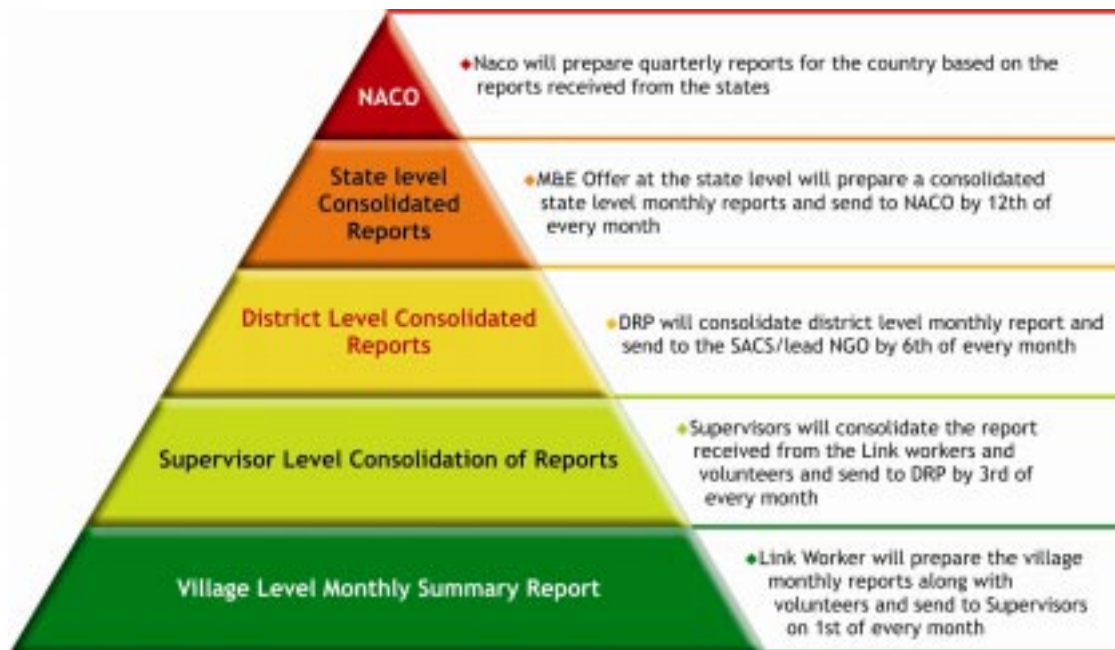 NACO
◆Naco will prepare quarterly reports for the country based on the
reports received from the states
State level
Consolidated
Reports
◆M&E Offer at the state level will prepare a consolidated
state level monthly reports and send to NACO by 12th of
every month
District Level Consolidated
Reports
◆DRP will consolidate district level monthly report and
send to the SACS/lead NGO by 6th of every month
Supervisor Level Consolidation of Reports
◆Supervisors will consolidate the report
received from the Link workers and
volunteers and send to DRP by 3rd of
every month
Village Level Monthly Summary Report
◆Link Worker will prepare the village
monthly reports along with
volunteers and send to Supervisors
on 1st of every month